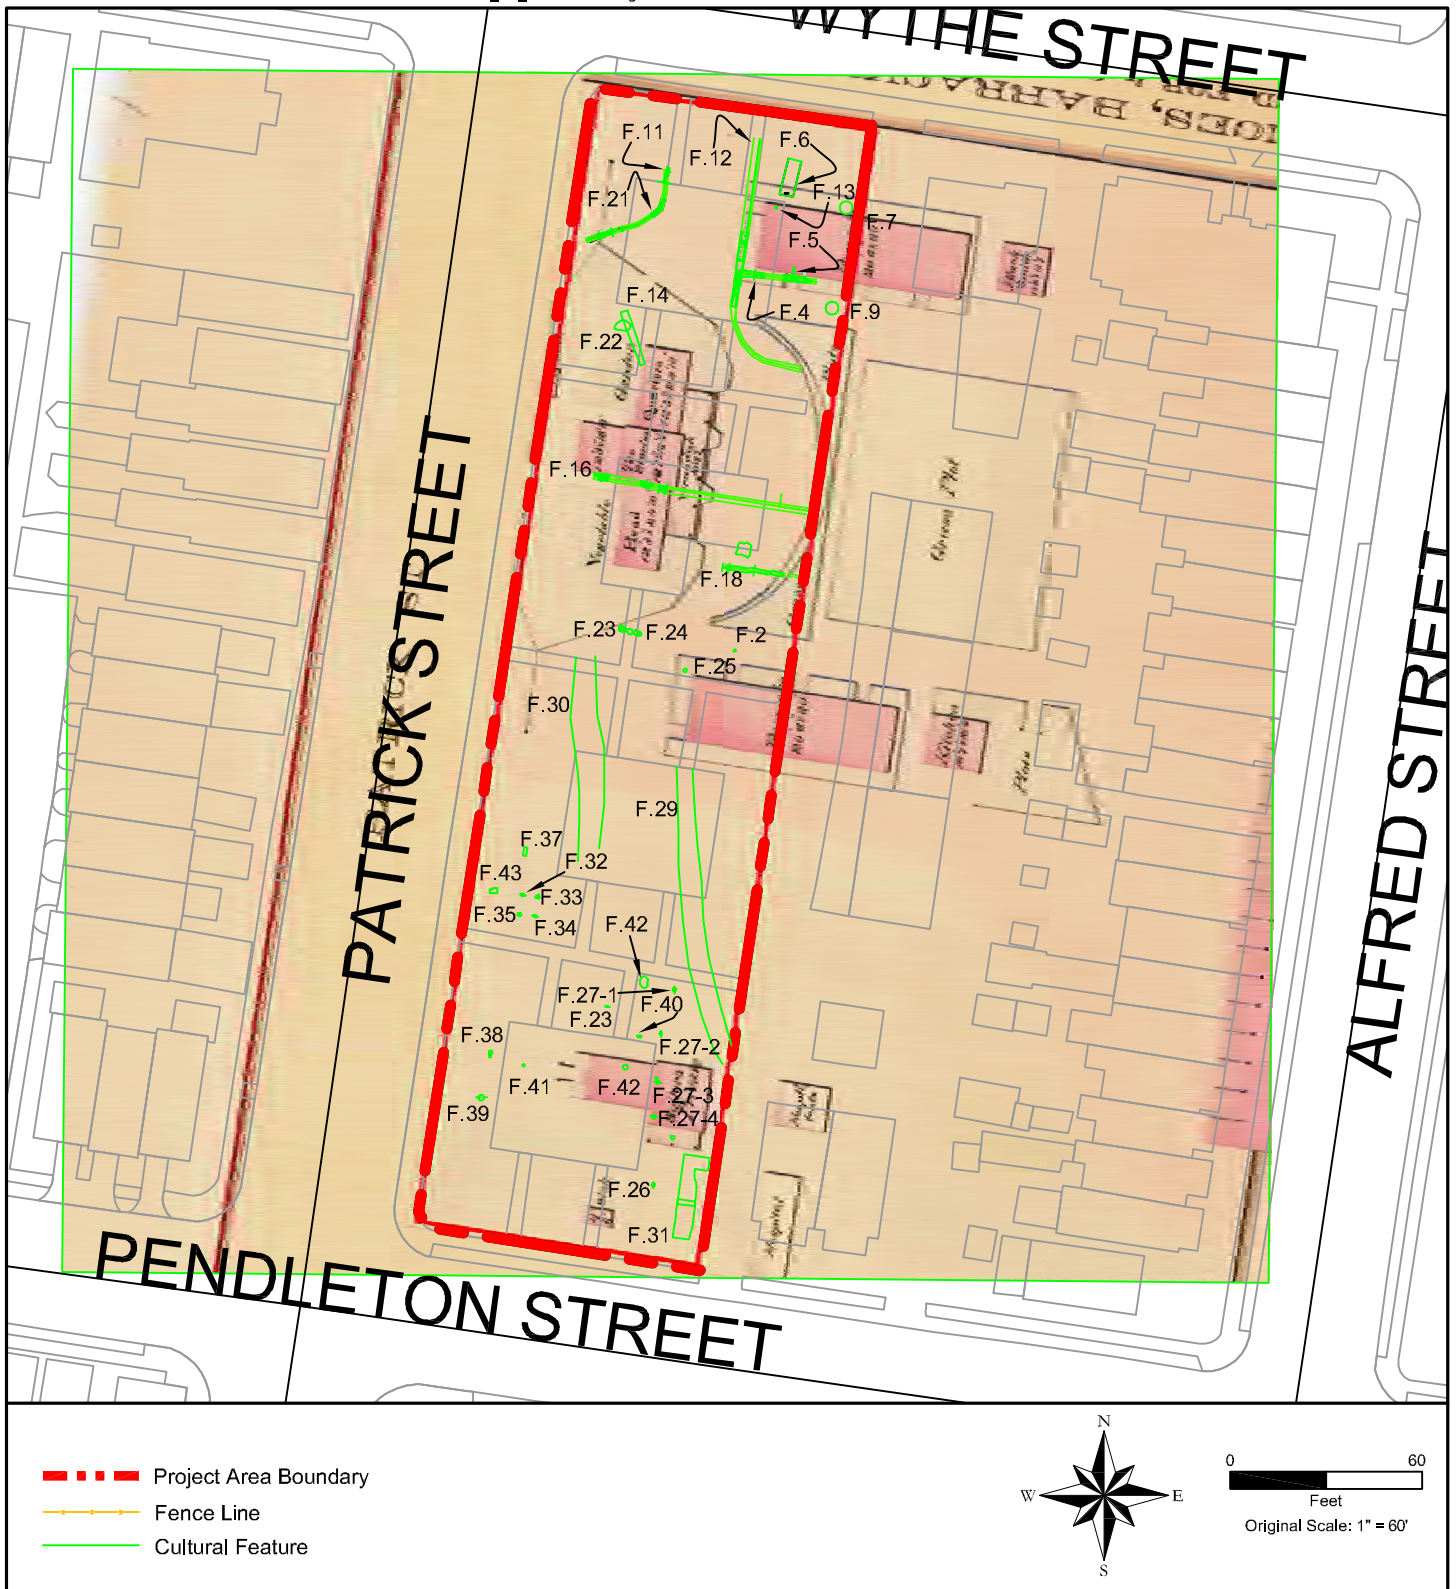 WYTHE STREET
BARRACK
F.11
F.12
F.6
F.21
F.13
F.7
F.5
F.14
F.4
F.9
F.22
F.16
F.18
F.23
F.24
F.2
F.25
F.30
F.29
F.37
F.32
F.43
F.33
F.35
F.34
F.42
F.27-1
F.40
F.23
F.38
F.27-2
F.41
F.42
F.27-3
F.39
F.27-4
F.26
F.31
PATRICK STREET
ALFRED STREET
PENDLETON STREET
Project Area Boundary
Fence Line
Cultural Feature
N
W
E
S
0 60
Feet
Original Scale: 1" = 60'